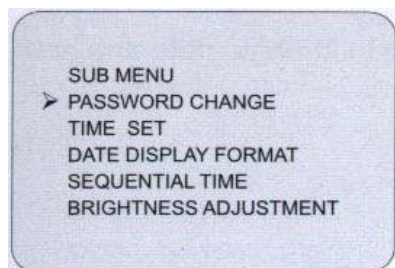 SUB MENU
➢ PASSWORD CHANGE
TIME SET
DATE DISPLAY FORMAT
SEQUENTIAL TIME
BRIGHTNESS ADJUSTMENT